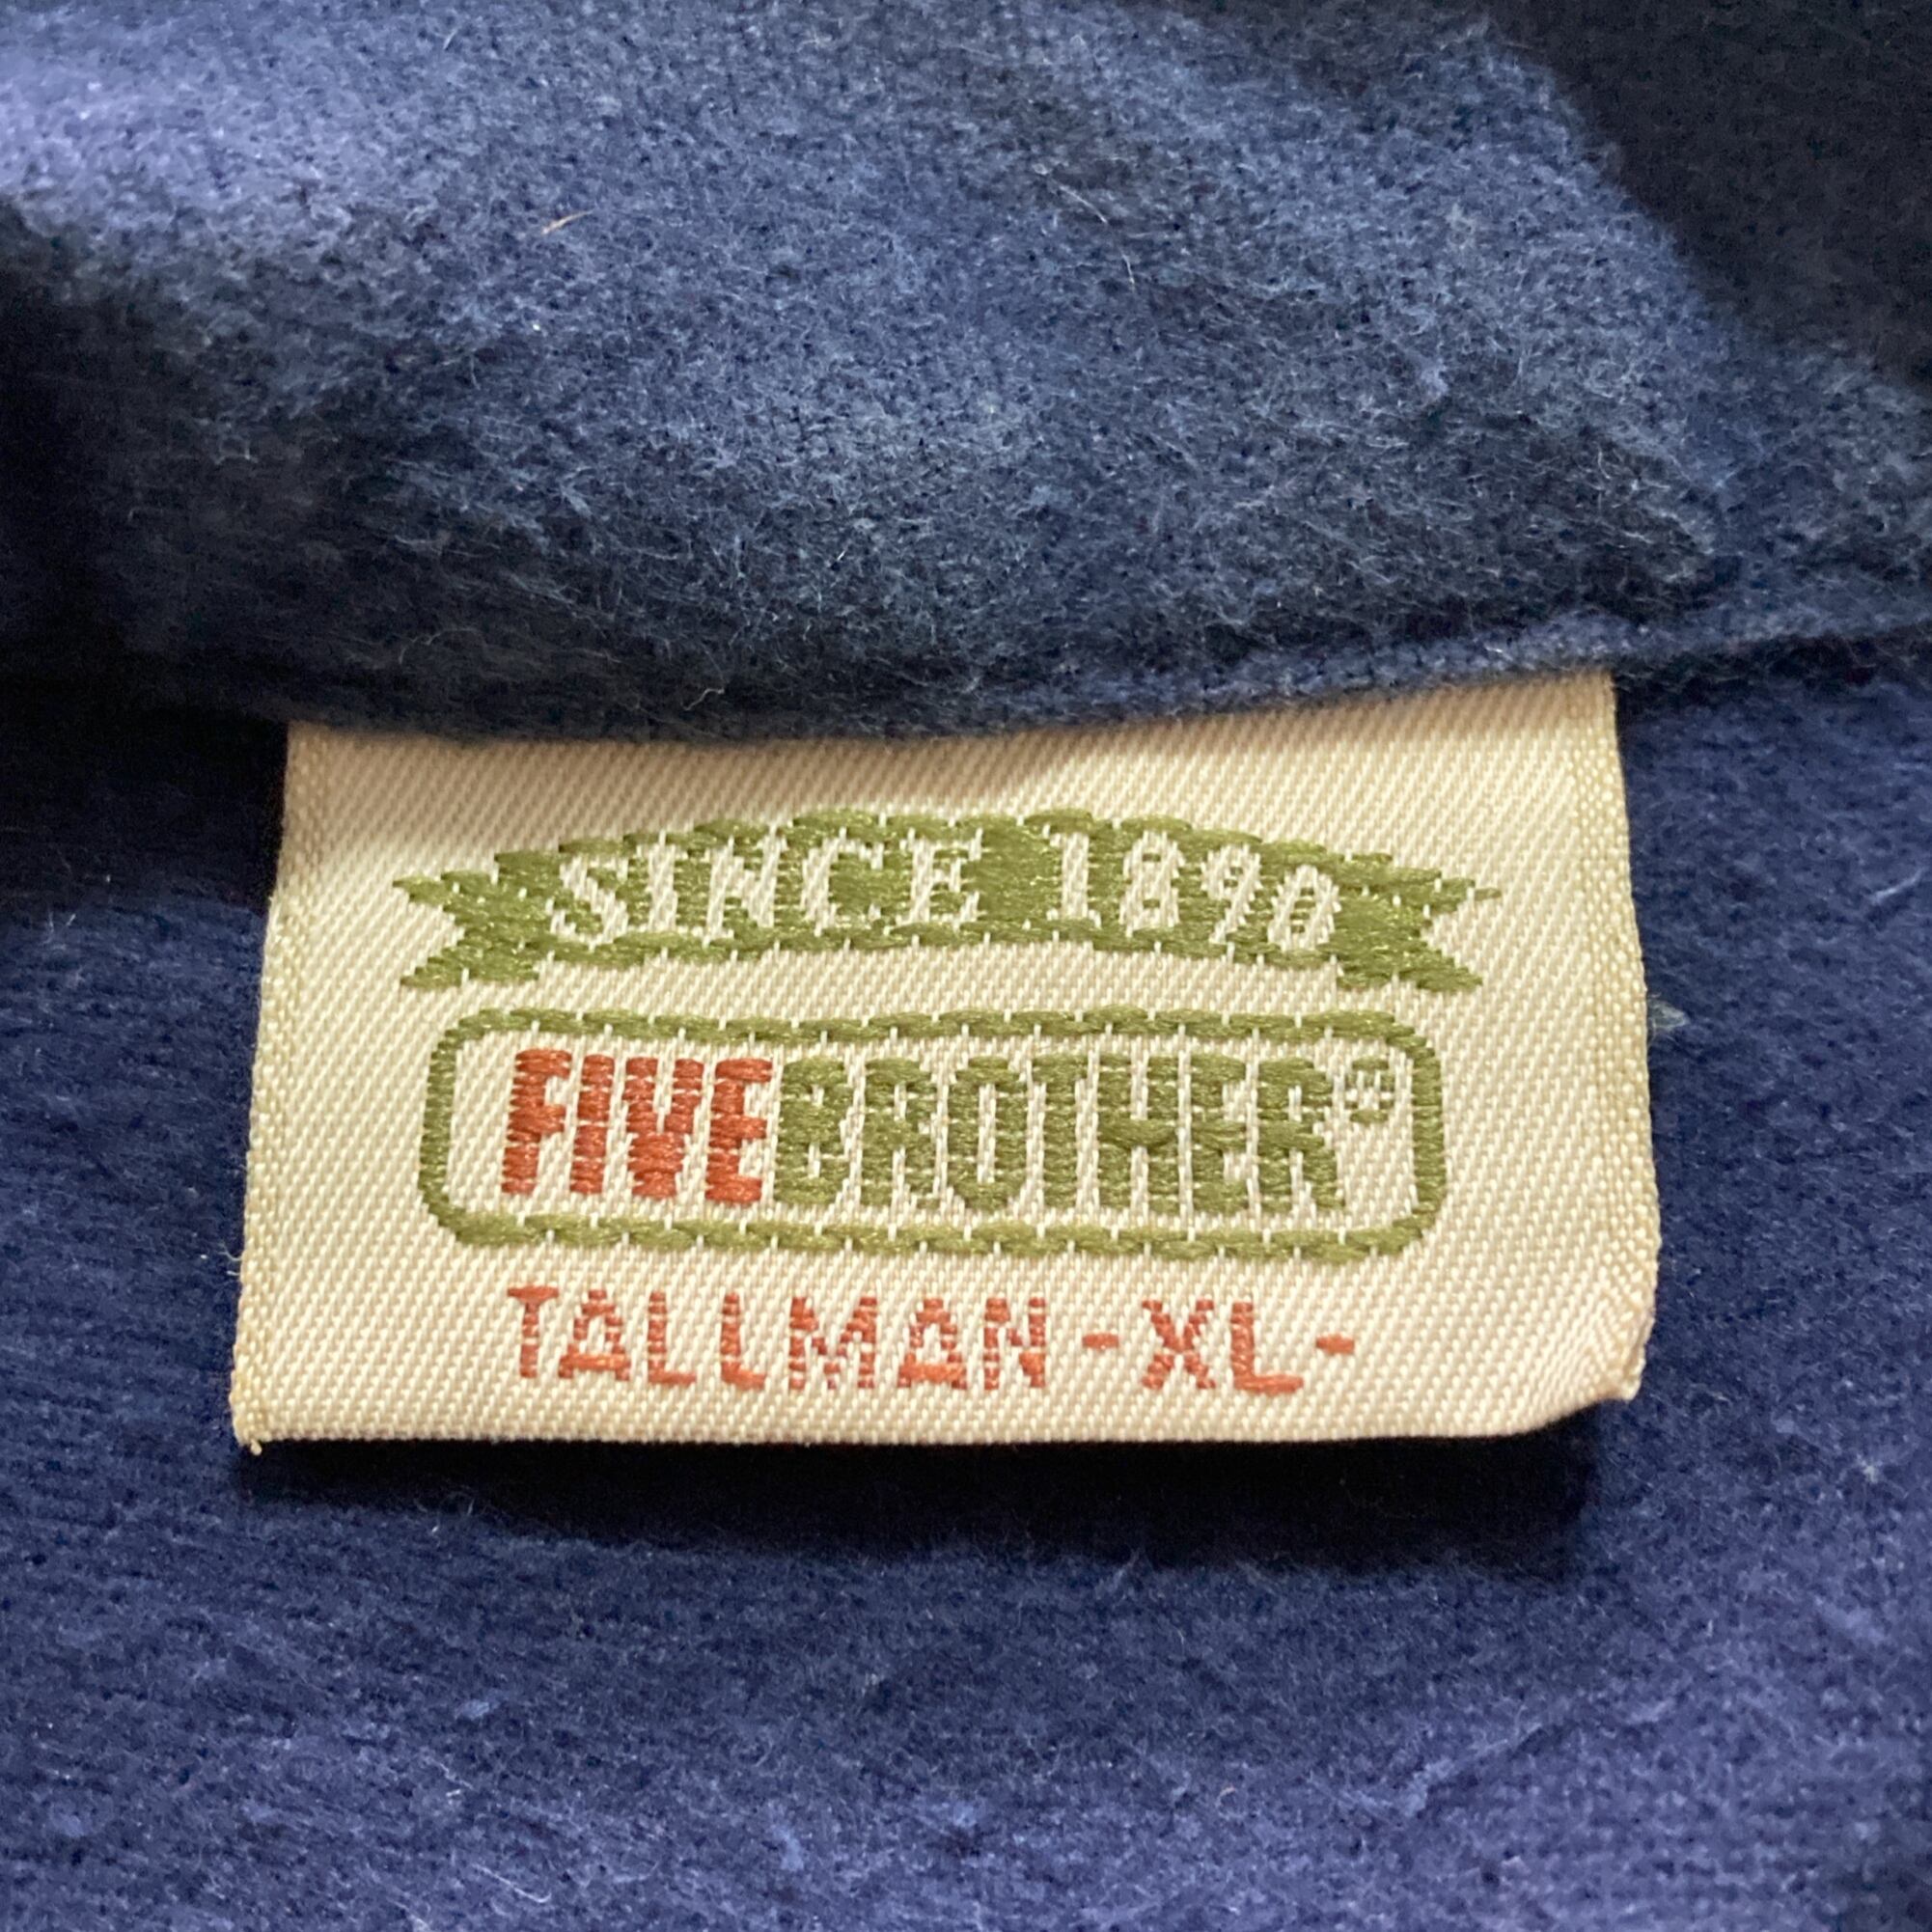 SINCE 1890
FIVEBROTHER®
TALLMAN -XL-